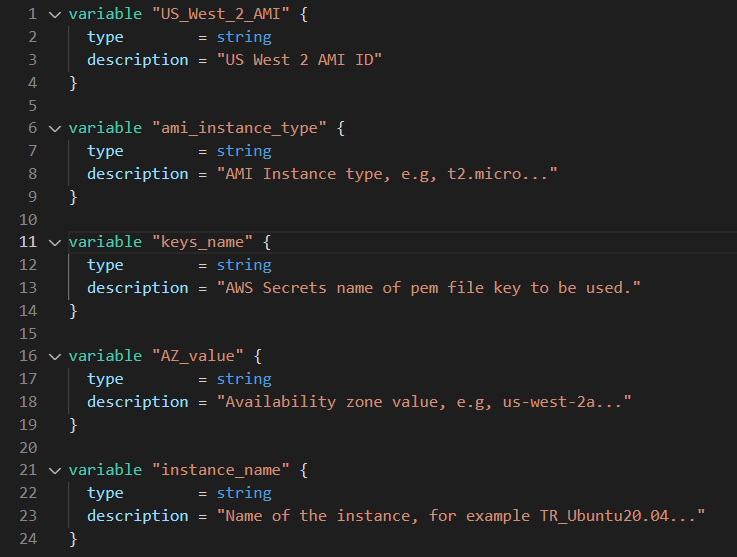 1 variable "US_West_2_AMI" {
2 type = string
3 description = "US West 2 AMI ID"
4 }
5
6 variable "ami_instance_type" {
7 type = string
8 description = "AMI Instance type, e.g, t2.micro..."
9 }
10
11 variable "keys_name" {
12 type = string
13 description = "AWS Secrets name of pem file key to be used."
14 }
15
16 variable "AZ_value" {
17 type = string
18 description = "Availability zone value, e.g, us-west-2a..."
19 }
20
21 variable "instance_name" {
22 type = string
23 description = "Name of the instance, for example TR_Ubuntu20.04..."
24 }